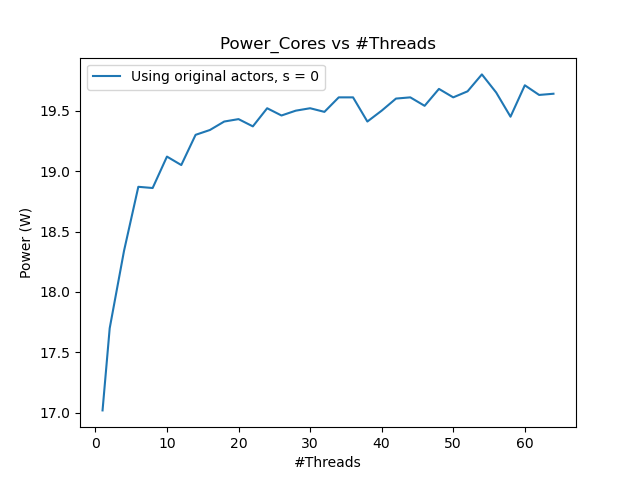 Power_Cores vs #Threads
Using original actors, s = 0
19.5
19.0
18.5
18.0
17.5
17.0
Power (W)
0 10 20 30 40 50 60
#Threads